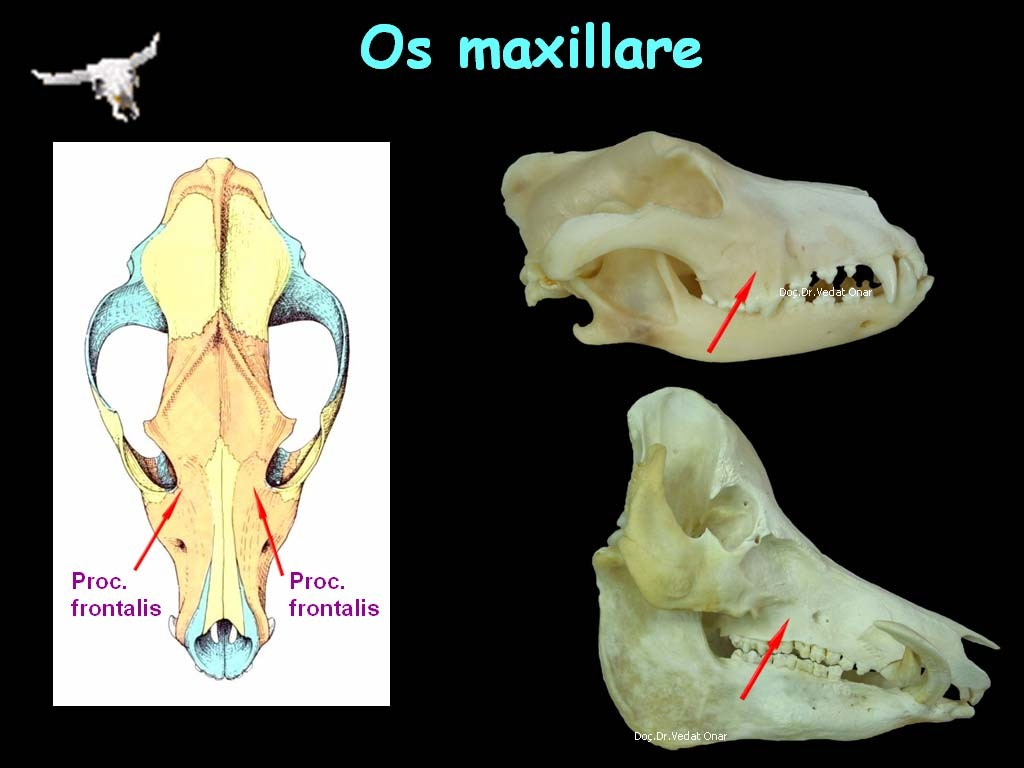 Os maxillare
Doç.Dr.Vedat Onar
Proc.
frontalis
Proc.
frontalis
Doç.Dr.Vedat Onar